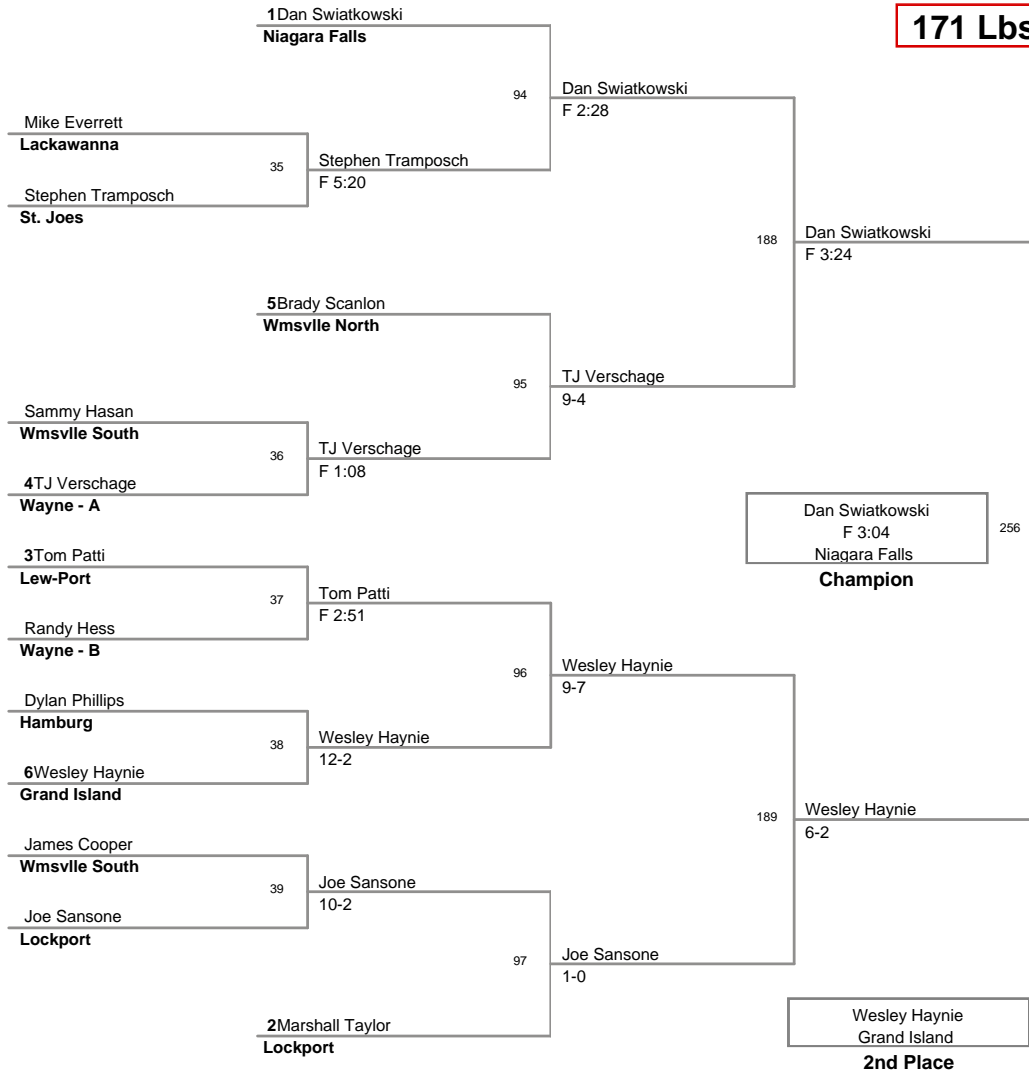 1Dan Swiatkowski
Niagara Falls
171 Lbs
94
Dan Swiatkowski
F 2:28
Mike Everrett
Lackawanna
35
Stephen Tramposch
F 5:20
Stephen Tramposch
St. Joes
188
Dan Swiatkowski
F 3:24
5Brady Scanlon
Wmsvlle North
95
TJ Verschage
9-4
Sammy Hasan
Wmsvlle South
36
TJ Verschage
F 1:08
4TJ Verschage
Wayne - A
Dan Swiatkowski
F 3:04
Niagara Falls
256
Champion
3Tom Patti
Lew-Port
37
Tom Patti
F 2:51
Randy Hess
Wayne - B
96
Wesley Haynie
9-7
Dylan Phillips
Hamburg
38
Wesley Haynie
12-2
6Wesley Haynie
Grand Island
189
Wesley Haynie
6-2
James Cooper
Wmsvlle South
39
Joe Sansone
10-2
Joe Sansone
Lockport
97
Joe Sansone
1-0
2Marshall Taylor
Lockport
Wesley Haynie
Grand Island
2nd Place